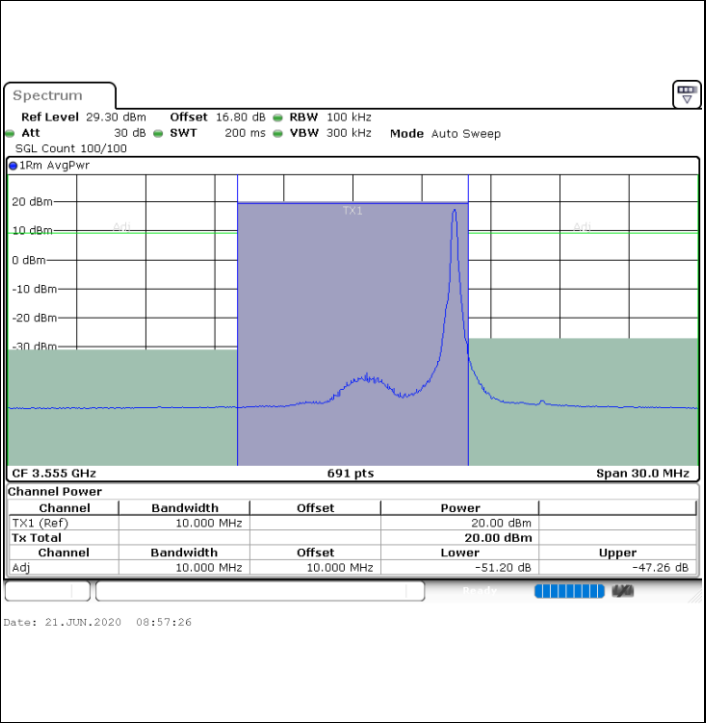 Spectrum
Ref Level 29.30 dBm Offset 16.80 dB RBW 100 kHz
Att 30 dB SWT 200 ms VBW 300 kHz Mode Auto Sweep
SGL Count 100/100
1Rm AvgPwr
20 dBm
TX1
Adj Adj
10 dBm
0 dBm
-10 dBm
-20 dBm
-30 dBm
CF 3.555 GHz 691 pts Span 30.0 MHz
Channel Power
Channel Bandwidth Offset Power
TX1 (Ref) 10.000 MHz 20.00 dBm
Tx Total 20.00 dBm
Channel Bandwidth Offset Lower Upper
Adj 10.000 MHz 10.000 MHz -51.20 dB -47.26 dB
Ready
Date: 21.JUN.2020 08:57:26